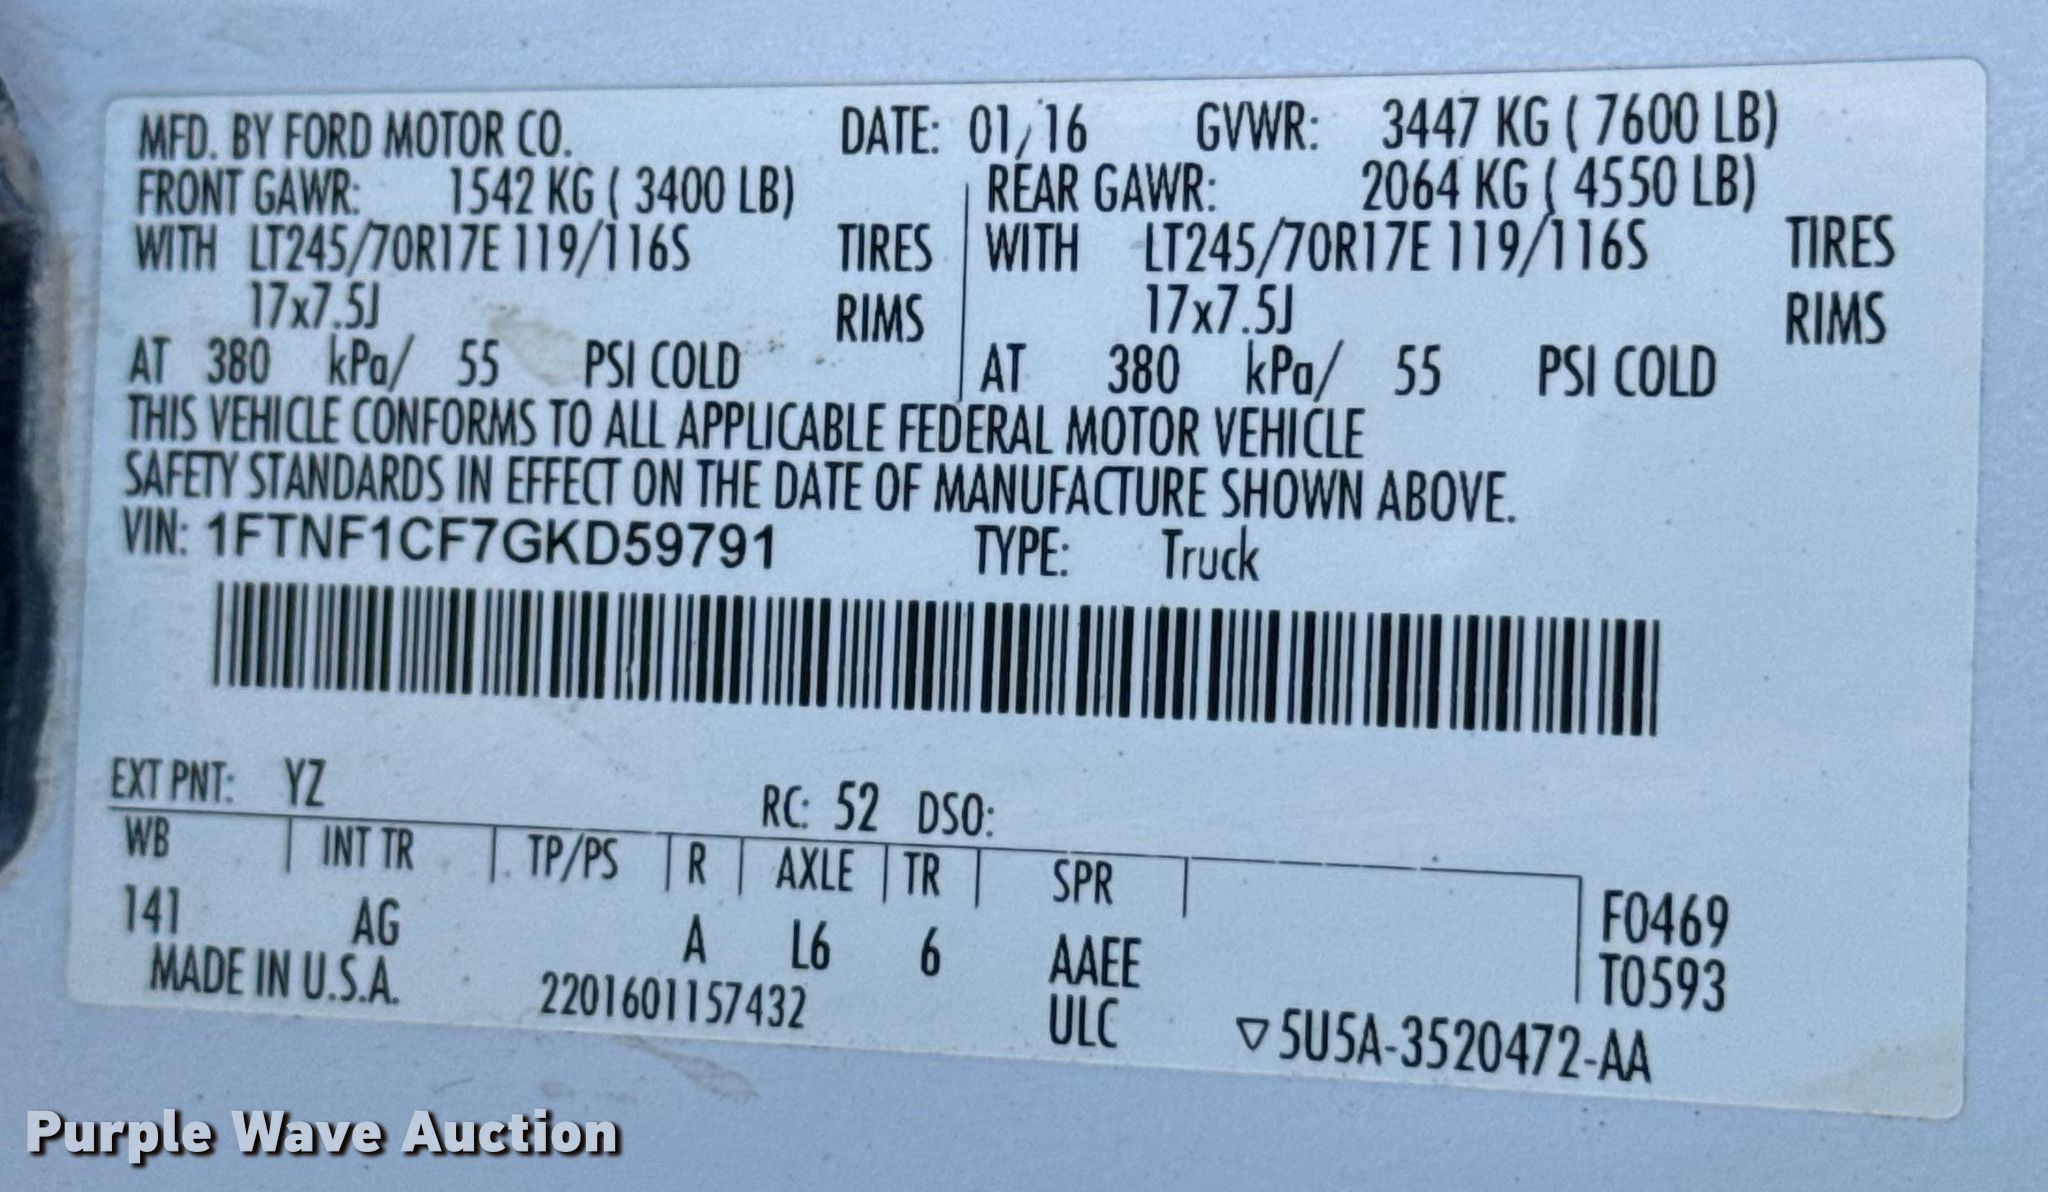 MFD. BY FORD MOTOR CO. DATE: 01/16 GVWR: 3447 KG ( 7600 LB)
FRONT GAWR: 1542 KG ( 3400 LB) REAR GAWR: 2064 KG ( 4550 LB)
WITH LT245/70R17E 119/116S TIRES WITH LT245/70R17E 119/116S TIRES
17x7.5J RIMS 17x7.5J RIMS
AT 380 kPa/ 55 PSI COLD AT 380 kPa/ 55 PSI COLD
THIS VEHICLE CONFORMS TO ALL APPLICABLE FEDERAL MOTOR VEHICLE
SAFETY STANDARDS IN EFFECT ON THE DATE OF MANUFACTURE SHOWN ABOVE.
VIN: 1FTNF1CF7GKD59791 TYPE: Truck
EXT PNT: YZ RC: 52 DSO:
WB INT TR TP/PS R AXLE TR SPR
141 AG A L6 6 AAEE F0469
T0593
MADE IN U.S.A. 2201601157432 ULC ▽5U5A-3520472-AA
Purple Wave Auction